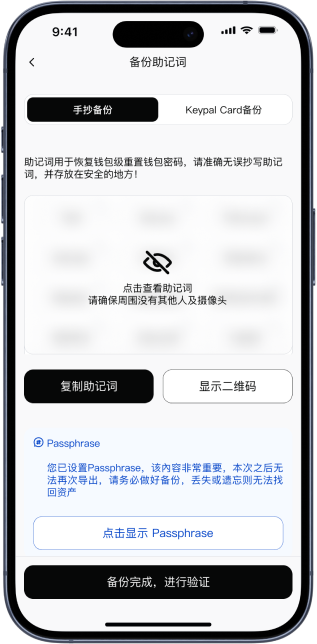 9:41
备份助记词
手抄备份
Keypal Card备份
助记词用于恢复钱包级重置钱包密码，请准确无误抄写助记
词，并存放在安全的地方！
点击查看助记词
请确保周围没有其他人及摄像头
复制助记词
显示二维码
Passphrase
您已设置Passphrase，该内容非常重要，本次之后无
法再次导出，请务必做好备份，丢失或遗忘则无法找
回资产
点击显示 Passphrase
备份完成，进行验证